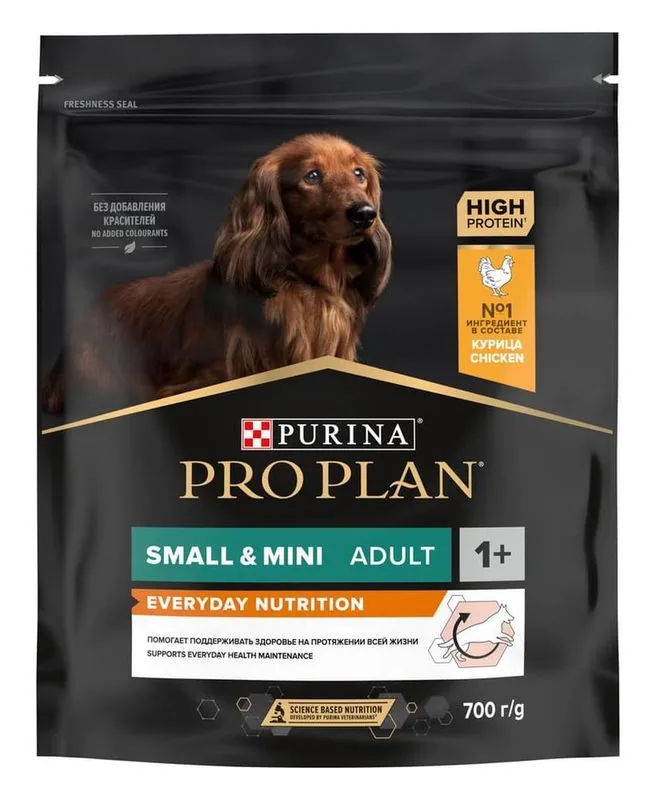 FRESHNESS SEAL
БЕЗ ДОБАВЛЕНИЯ
КРАСИТЕЛЕЙ
NO ADDED COLOURANTS
HIGH
PROTEIN¹
№1
ИНГРЕДИЕНТ
В СОСТАВЕ
КУРИЦА
CHICKEN
PURINA®
PRO PLAN®
SMALL & MINI ADULT 1+
EVERYDAY NUTRITION
ПОМОГАЕТ ПОДДЕРЖИВАТЬ ЗДОРОВЬЕ НА ПРОТЯЖЕНИИ ВСЕЙ ЖИЗНИ
SUPPORTS EVERYDAY HEALTH MAINTENANCE
SCIENCE BASED NUTRITION
DEVELOPED BY PURINA VETERINARIANS²
700 г/g